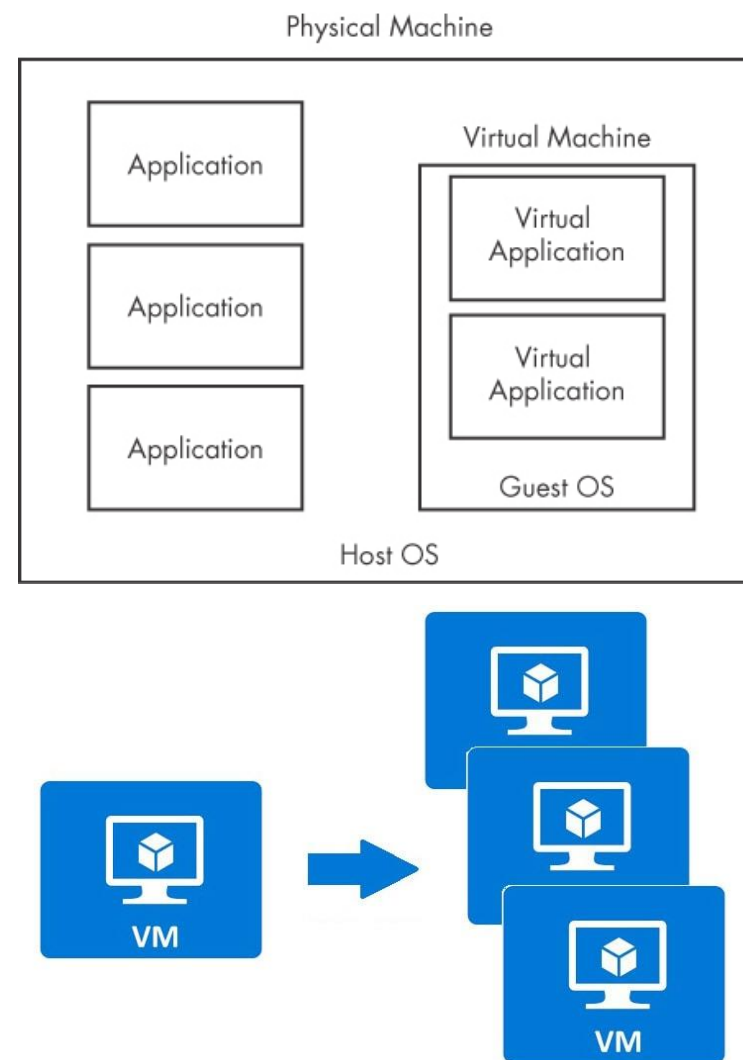 Physical Machine
Application
Application
Application
Virtual Machine
Virtual
Application
Virtual
Application
Guest OS
Host OS
VM
VM